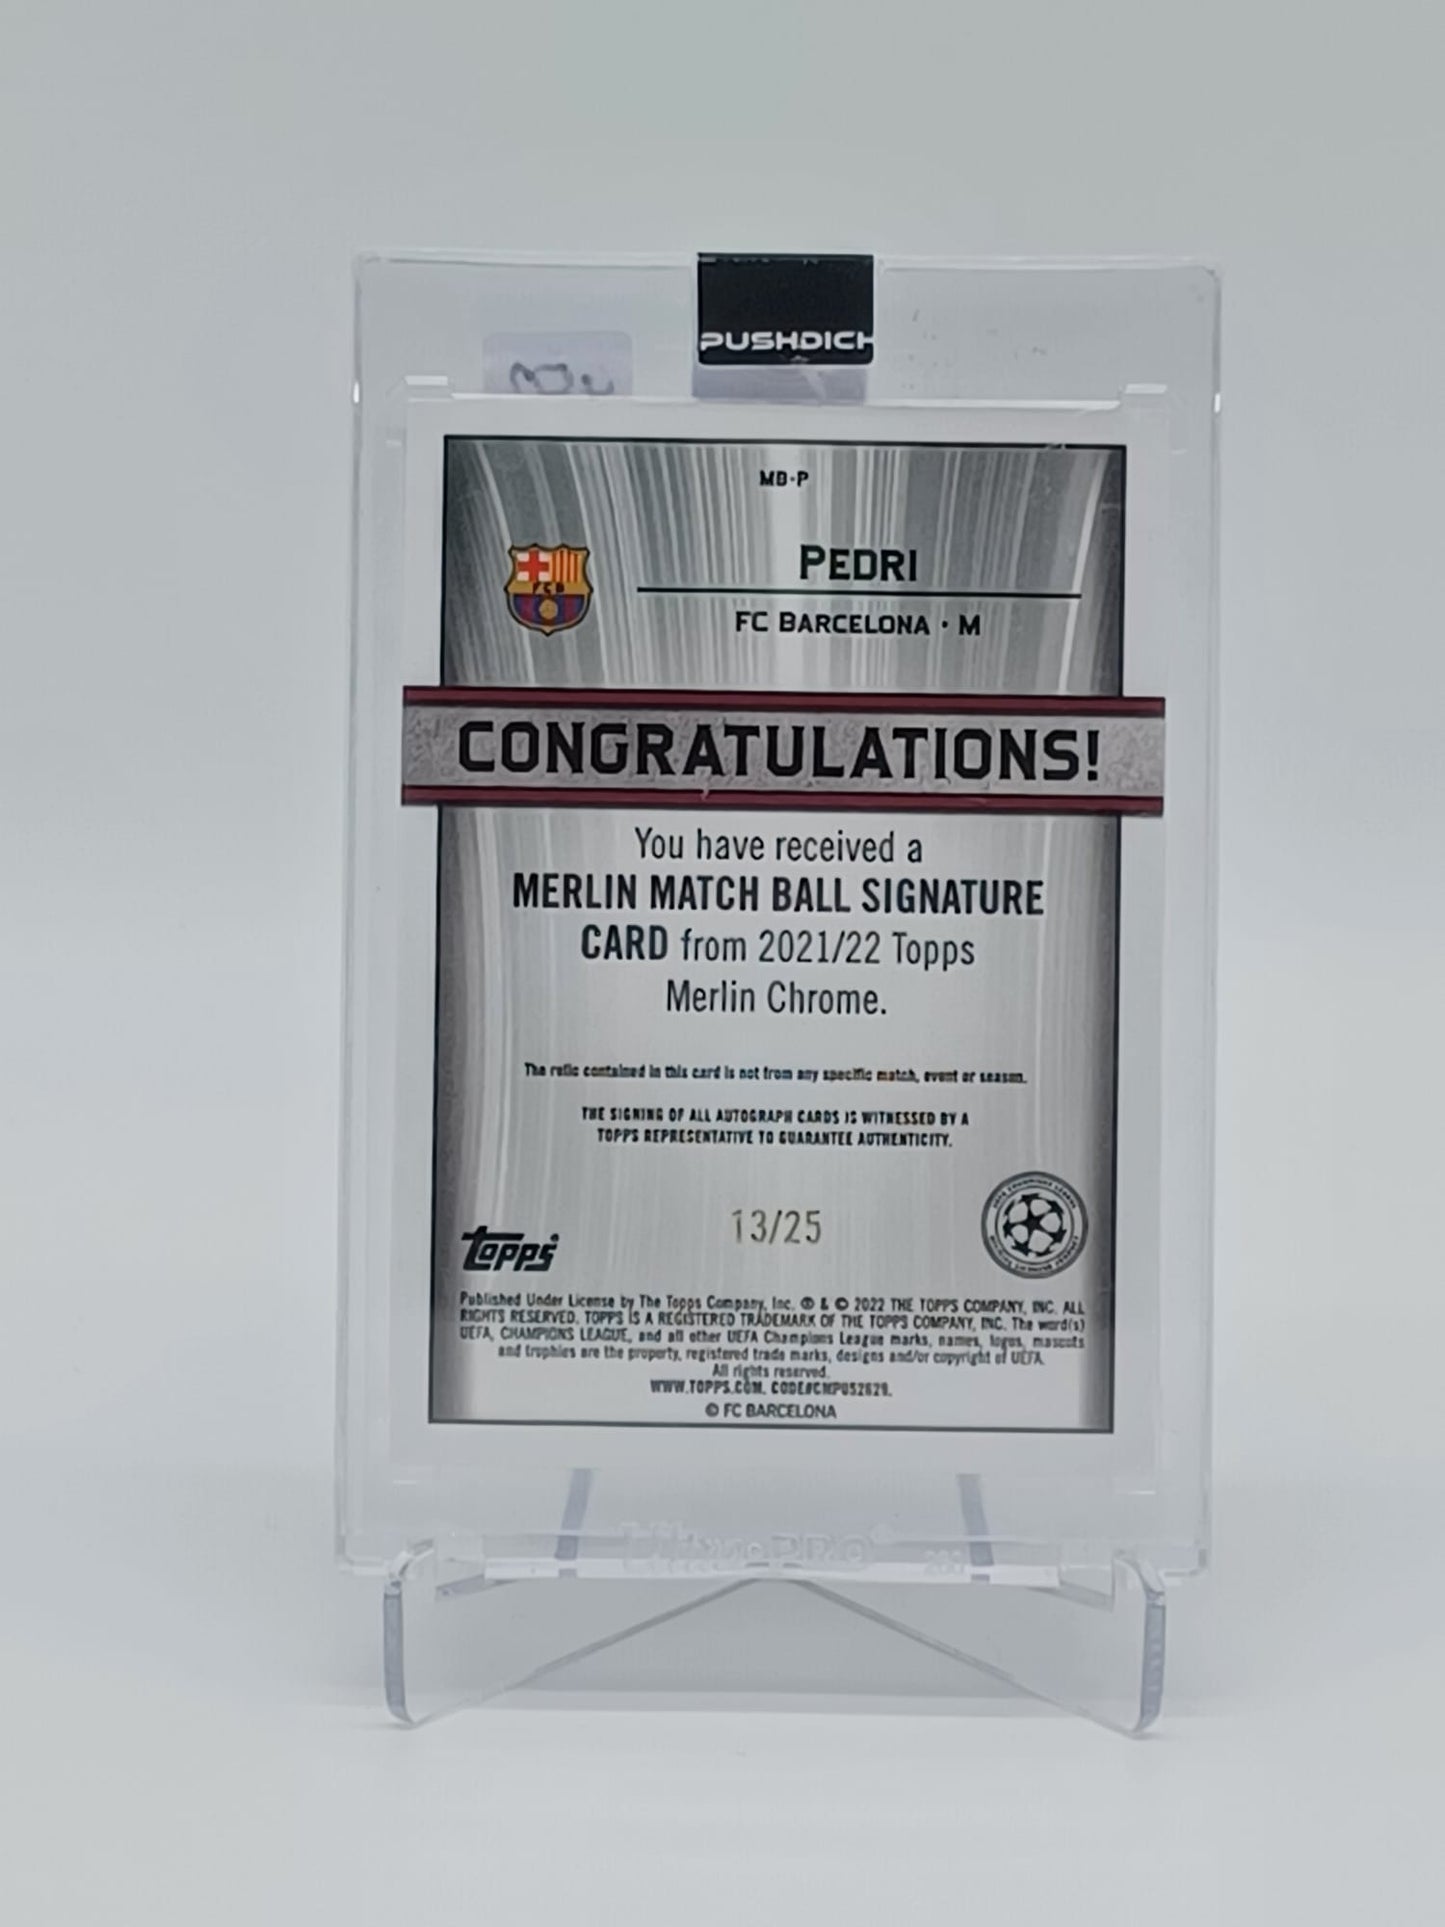 PUSHDICH
MB-P
FCB
PEDRI
FC BARCELONA · M
CONGRATULATIONS!
You have received a
MERLIN MATCH BALL SIGNATURE
CARD from 2021/22 Topps
Merlin Chrome.
The relic contained in this card is not from any specific match, event or season.
THE SIGNING OF ALL AUTOGRAPH CARDS IS WITNESSED BY A
TOPPS REPRESENTATIVE TO GUARANTEE AUTHENTICITY.
13/25
topps®
Published Under License by The Topps Company, Inc. ® & © 2022 THE TOPPS COMPANY, INC. ALL
RIGHTS RESERVED. TOPPS IS A REGISTERED TRADEMARK OF THE TOPPS COMPANY, INC. The word(s)
UEFA, CHAMPIONS LEAGUE, and all other UEFA Champions League marks, names, logos, mascots
and trophies are the property, registered trade marks, designs and/or copyright of UEFA.
All rights reserved.
WWW.TOPPS.COM. CODE#CMP052629.
© FC BARCELONA
Ultra•PRO®